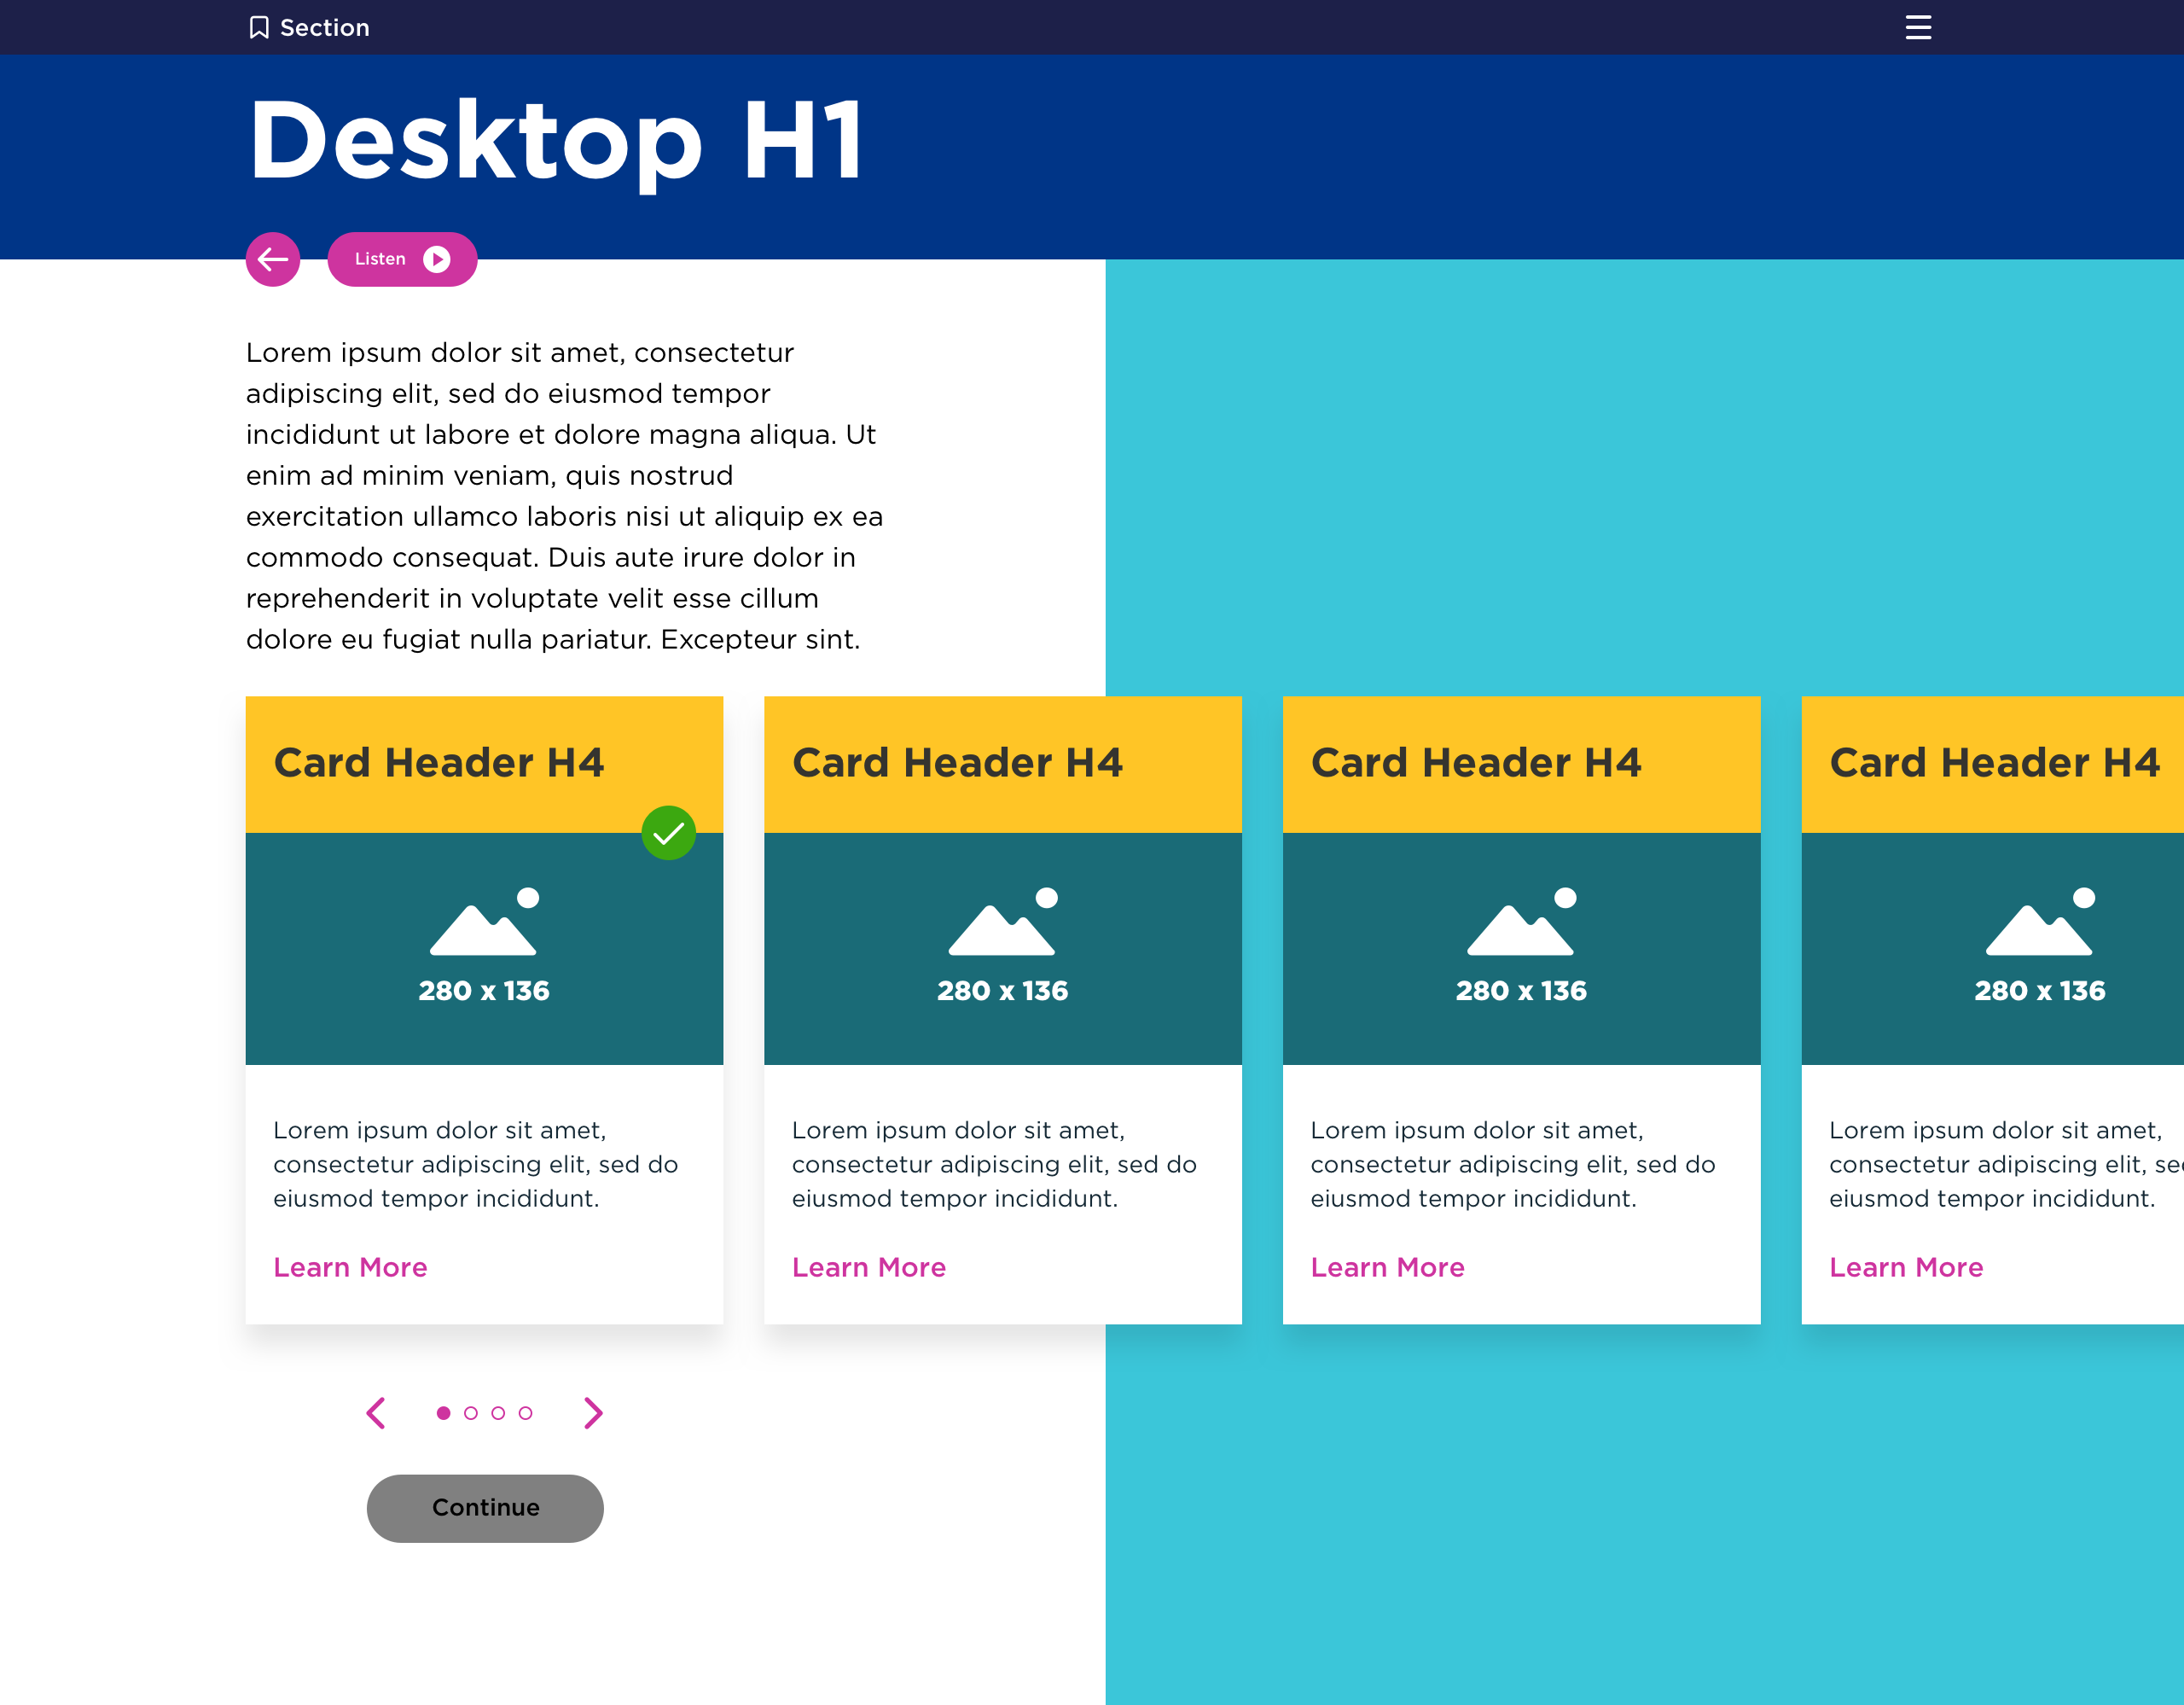 Section
Desktop H1
Listen
Lorem ipsum dolor sit amet, consectetur
adipiscing elit, sed do eiusmod tempor
incididunt ut labore et dolore magna aliqua. Ut
enim ad minim veniam, quis nostrud
exercitation ullamco laboris nisi ut aliquip ex ea
commodo consequat. Duis aute irure dolor in
reprehenderit in voluptate velit esse cillum
dolore eu fugiat nulla pariatur. Excepteur sint.
Card Header H4
280 x 136
Lorem ipsum dolor sit amet,
consectetur adipiscing elit, sed do
eiusmod tempor incididunt.
Learn More
Card Header H4
280 x 136
Lorem ipsum dolor sit amet,
consectetur adipiscing elit, sed do
eiusmod tempor incididunt.
Learn More
Card Header H4
280 x 136
Lorem ipsum dolor sit amet,
consectetur adipiscing elit, sed do
eiusmod tempor incididunt.
Learn More
Card Header H4
280 x 136
Lorem ipsum dolor sit amet,
consectetur adipiscing elit,
eiusmod tempor incididunt.
Learn More
Continue